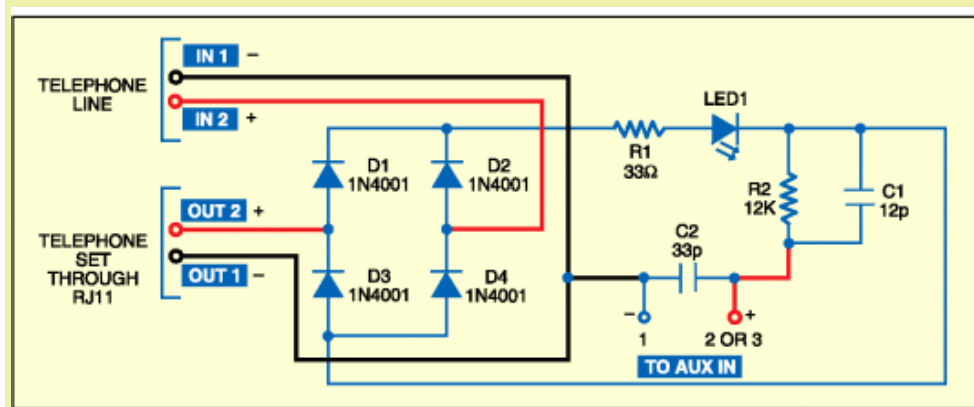 IN 1 −
TELEPHONE
LINE
IN 2 +
LED1
D1
1N4001
D2
1N4001
R1
33Ω
R2
12K
C1
12p
OUT 2 +
TELEPHONE
SET
THROUGH
RJ11
OUT 1 −
D3
1N4001
D4
1N4001
C2
33p
− +
1 2 OR 3
TO AUX IN